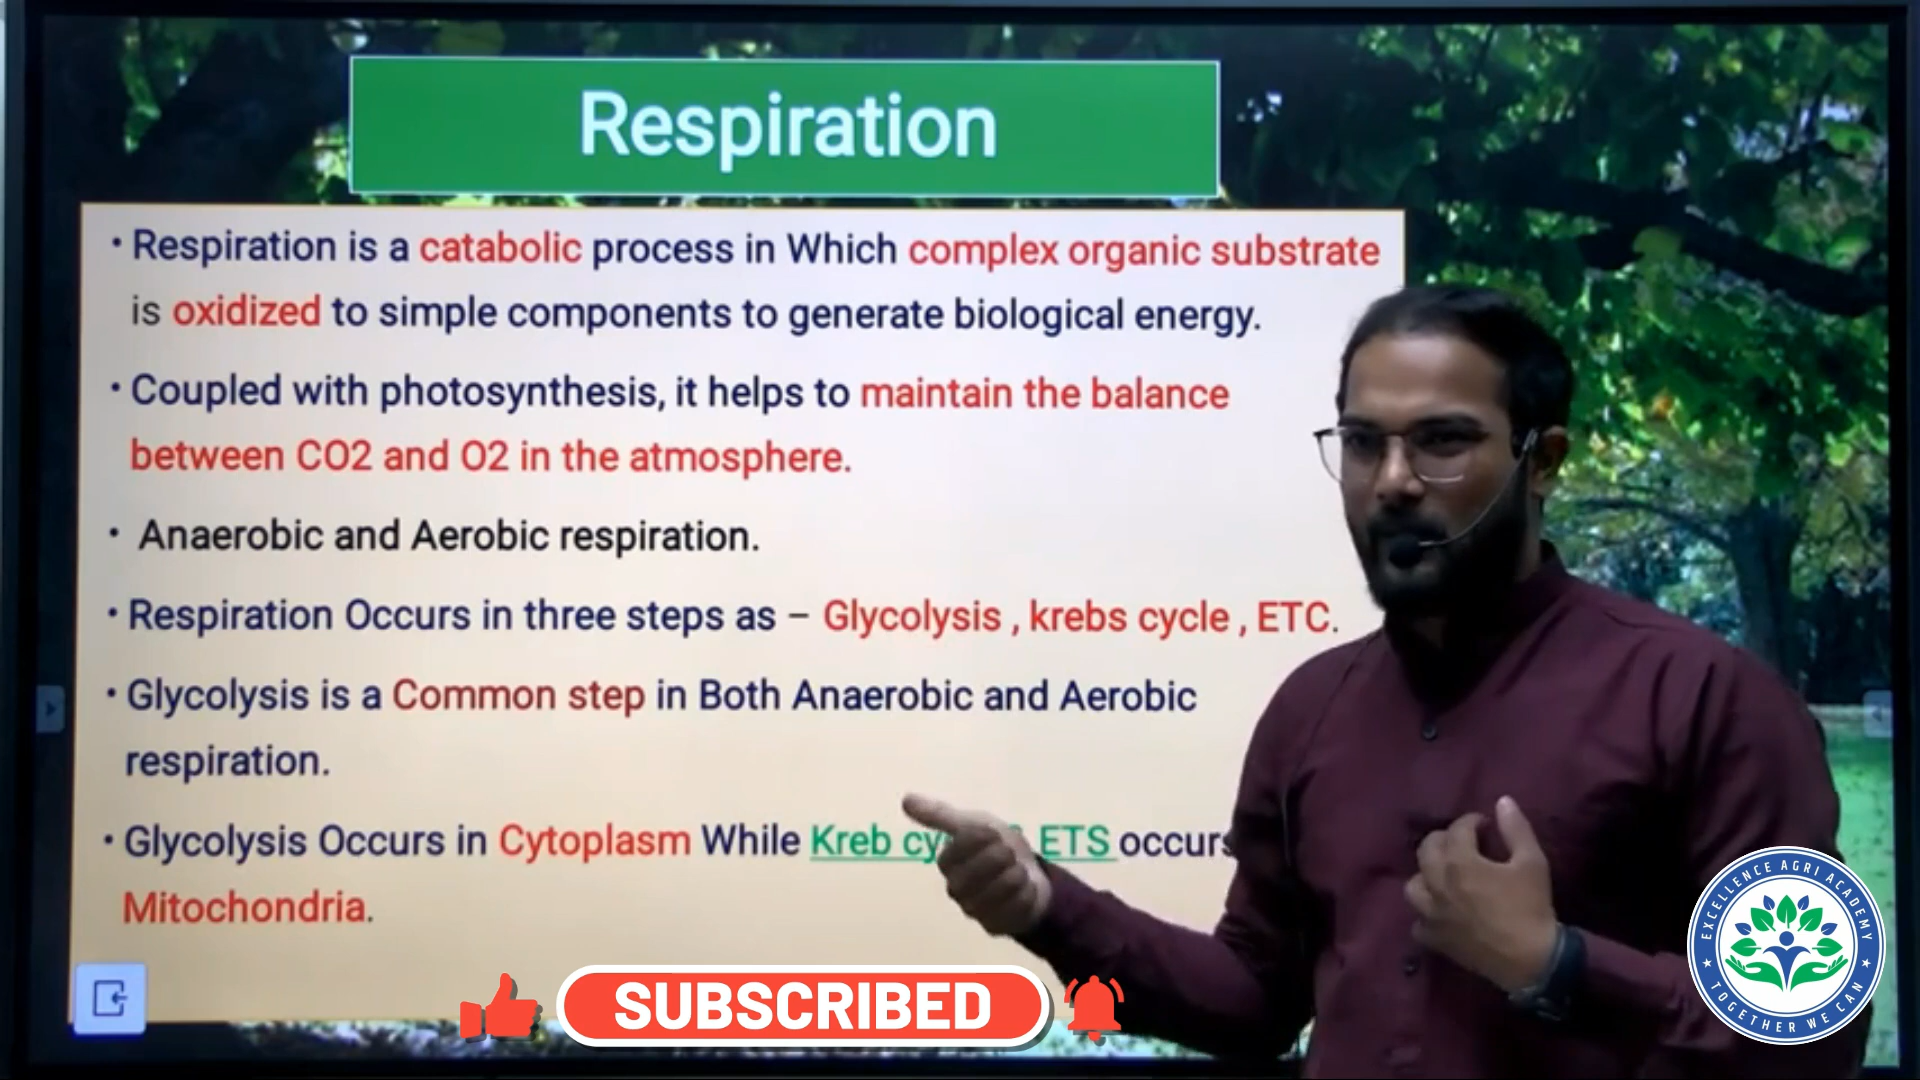 Respiration
• Respiration is a catabolic process in Which complex organic substrate
is oxidized to simple components to generate biological energy.
• Coupled with photosynthesis, it helps to maintain the balance
between CO2 and O2 in the atmosphere.
• Anaerobic and Aerobic respiration.
• Respiration Occurs in three steps as – Glycolysis , krebs cycle , ETC.
• Glycolysis is a Common step in Both Anaerobic and Aerobic
respiration.
• Glycolysis Occurs in Cytoplasm While Kreb ETS occurs
Mitochondria.
SUBSCRIBED
EXCELLENCE AGRI ACADEMY
TOGETHER WE CAN